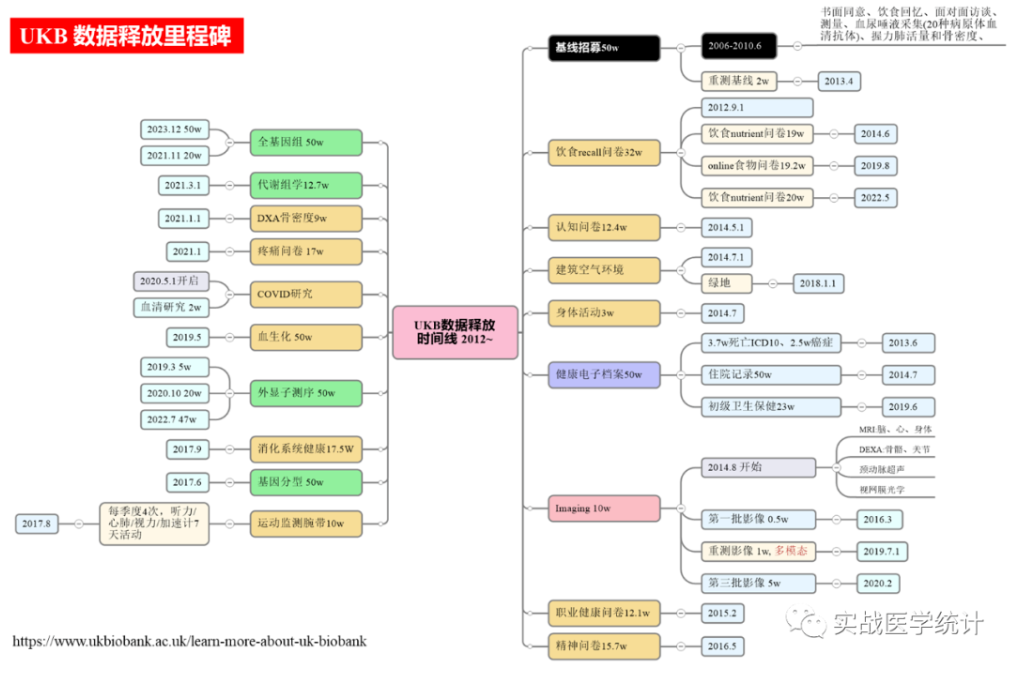 UKB 数据释放里程碑
书面同意、饮食回忆、面对面访谈、
测量、血尿唾液采集(20种病原体血
清抗体)、握力肺活量和骨密度、
基线招募50w
2006-2010.6
重测基线 2w
2013.4
2012.9.1
饮食recall问卷32w
饮食nutrient问卷19w
2014.6
online食物问卷19.2w
2019.8
饮食nutrient问卷20w
2022.5
认知问卷12.4w
2014.5.1
建筑空气环境
2014.7.1
绿地
2018.1.1
身体活动3w
2014.7
健康电子档案50w
3.7w死亡ICD10、2.5w癌症
2013.6
住院记录50w
2014.7
初级卫生保健23w
2019.6
Imaging 10w
2014.8 开始
MRI:脑、心、身体
DEXA:骨骼、关节
颈动脉超声
视网膜光学
第一批影像 0.5w
2016.3
重测影像 1w, 多模态
2019.7.1
第三批影像 5w
2020.2
职业健康问卷12.1w
2015.2
精神问卷15.7w
2016.5
UKB数据释放
时间线 2012~
2023.12 50w
2021.11 20w
全基因组 50w
2021.3.1
代谢组学12.7w
2021.1.1
DXA骨密度9w
2021.1
疼痛问卷 17w
2020.5.1开启
血清研究 2w
COVID研究
2019.5
血生化 50w
2019.3 5w
2020.10 20w
2022.7 47w
外显子测序 50w
2017.9
消化系统健康17.5W
2017.6
基因分型 50w
2017.8
每季度4次，听力/
心肺/视力/加速计7
天活动
运动监测腕带10w
https://www.ukbiobank.ac.uk/learn-more-about-uk-biobank
实战医学统计